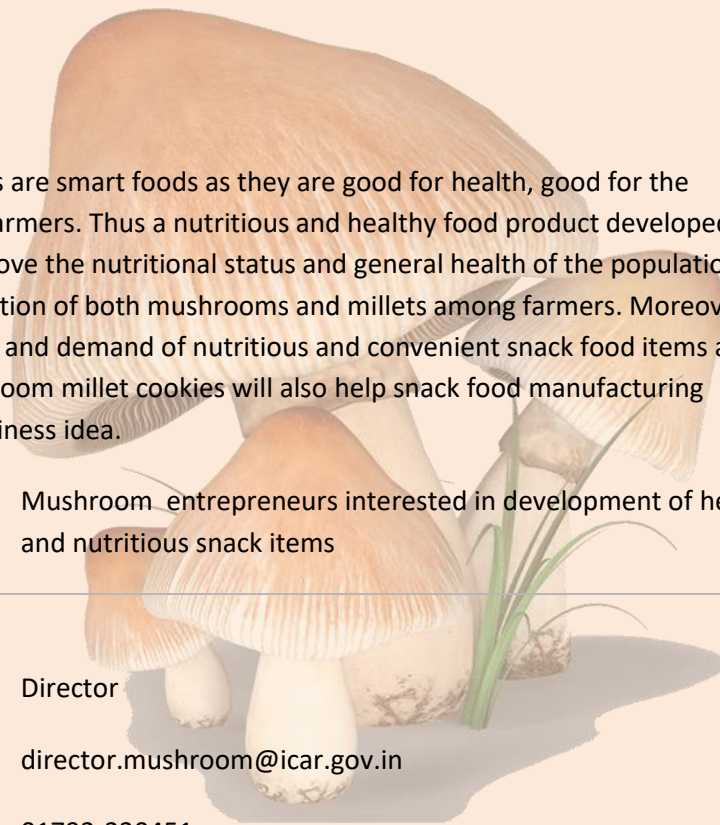 s are smart foods as they are good for health, good for the
armers. Thus a nutritious and healthy food product developed
ove the nutritional status and general health of the populatio
tion of both mushrooms and millets among farmers. Moreov
and demand of nutritious and convenient snack food items a
oom millet cookies will also help snack food manufacturing
iness idea.
Mushroom entrepreneurs interested in development of he
and nutritious snack items
Director
director.mushroom@icar.gov.in